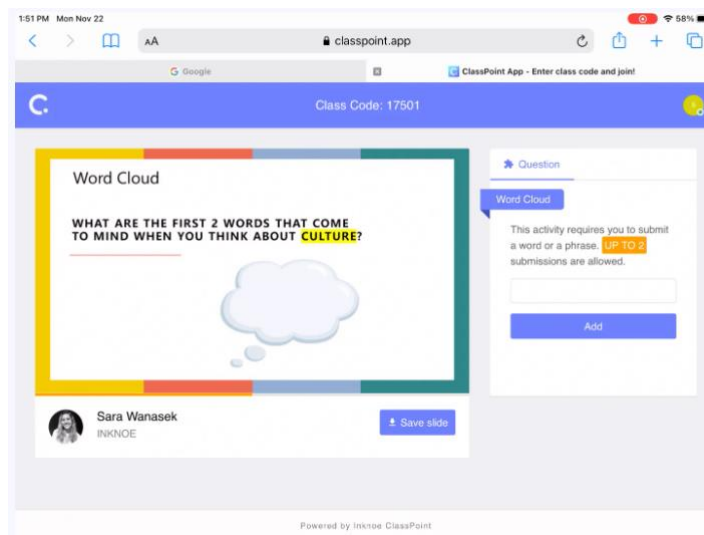 1:51 PM Mon Nov 22
58%
AA
classpoint.app
Google
ClassPoint App - Enter class code and join!
Class Code: 17501
Word Cloud
WHAT ARE THE FIRST 2 WORDS THAT COME
TO MIND WHEN YOU THINK ABOUT CULTURE?
Sara Wanasek
INKNOE
Save slide
Question
Word Cloud
This activity requires you to submit
a word or a phrase. UP TO 2
submissions are allowed.
Add
Powered by Inknoe ClassPoint